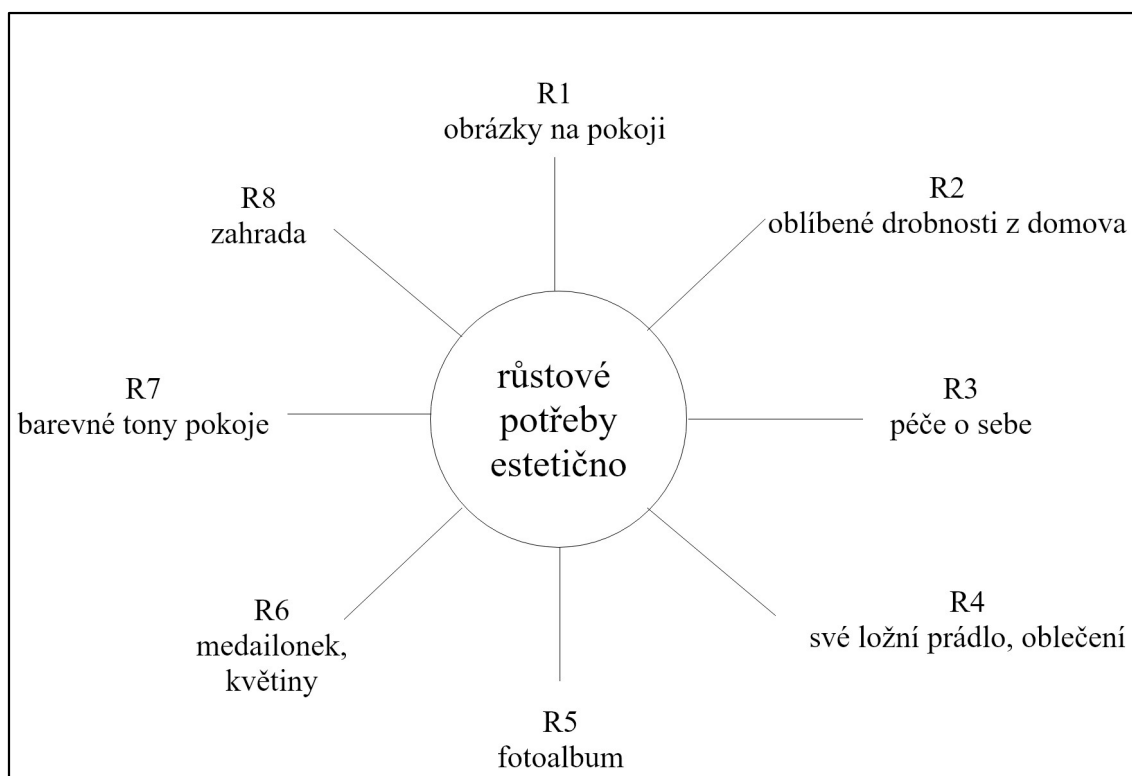 R1
obrázky na pokoji
R2
oblíbené drobnosti z domova
R3
péče o sebe
R4
své ložní prádlo, oblečení
R5
fotoalbum
R6
medailonek,
květiny
R7
barevné tony pokoje
R8
zahrada
růstové
potřeby
estetično